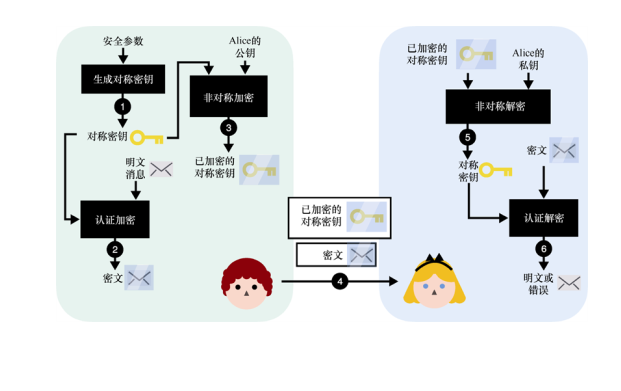 安全参数
生成对称密钥
1
对称密钥
明文
消息
认证加密
2
密文
Alice的
公钥
非对称加密
3
已加密的
对称密钥
已加密的
对称密钥
密文
4
已加密的
对称密钥
Alice的
私钥
非对称解密
5
对称
密钥
密文
认证解密
6
明文或
错误